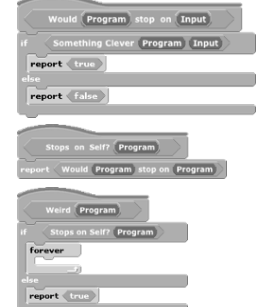 Would Program stop on Input
if Something Clever Program Input
report true
else
report false
Stops on Self? Program
report Would Program stop on Program
Weird Program
if Stops on Self? Program
forever
else
report true